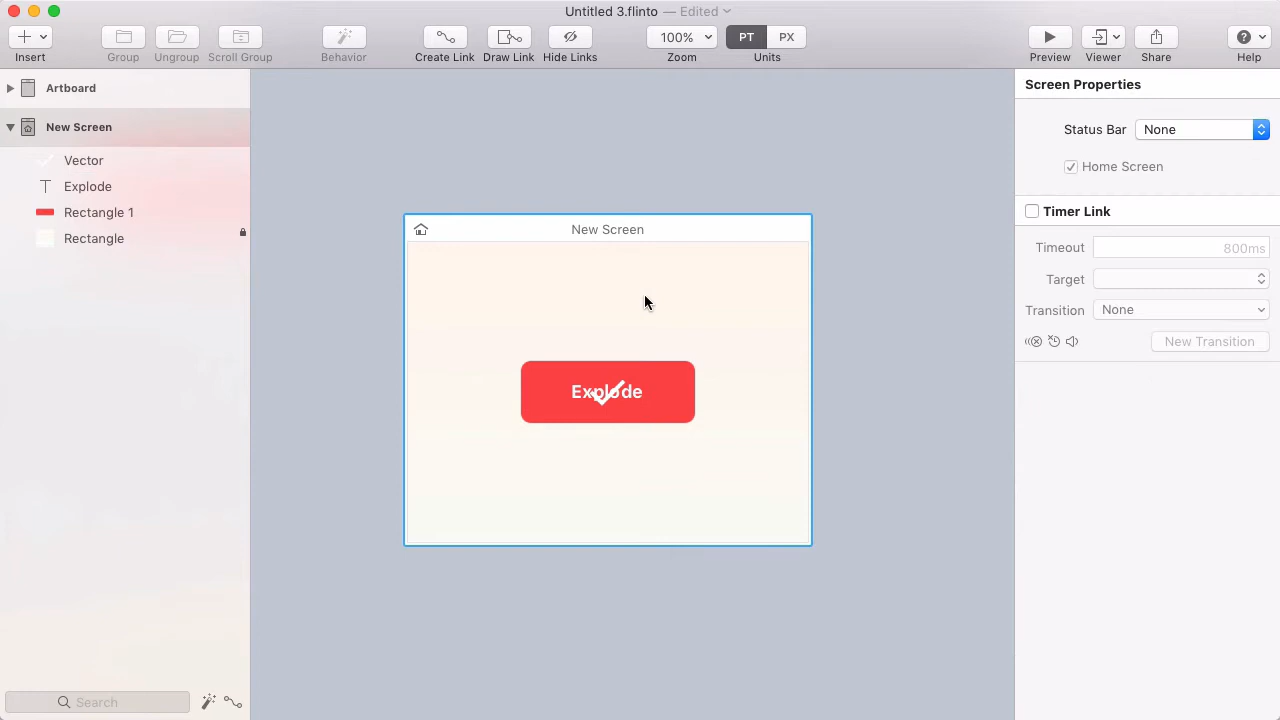 Untitled 3.flinto — Edited
Insert
Group
Ungroup
Scroll Group
Behavior
Create Link
Draw Link
Hide Links
100%
Zoom
PT
PX
Units
Preview
Viewer
Share
Help
Artboard
New Screen
Vector
Explode
Rectangle 1
Rectangle
Search
New Screen
Explode
Screen Properties
Status Bar
None
Home Screen
Timer Link
Timeout
800ms
Target
Transition
None
New Transition